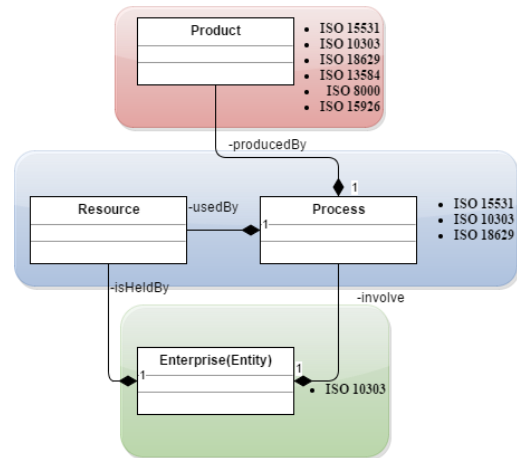 Product
• ISO 15531
• ISO 10303
• ISO 18629
• ISO 13584
• ISO 8000
• ISO 15926
-producedBy
1
Resource
-usedBy
1
Process
• ISO 15531
• ISO 10303
• ISO 18629
-isHeldBy
-involve
Enterprise(Entity)
1
1
• ISO 10303